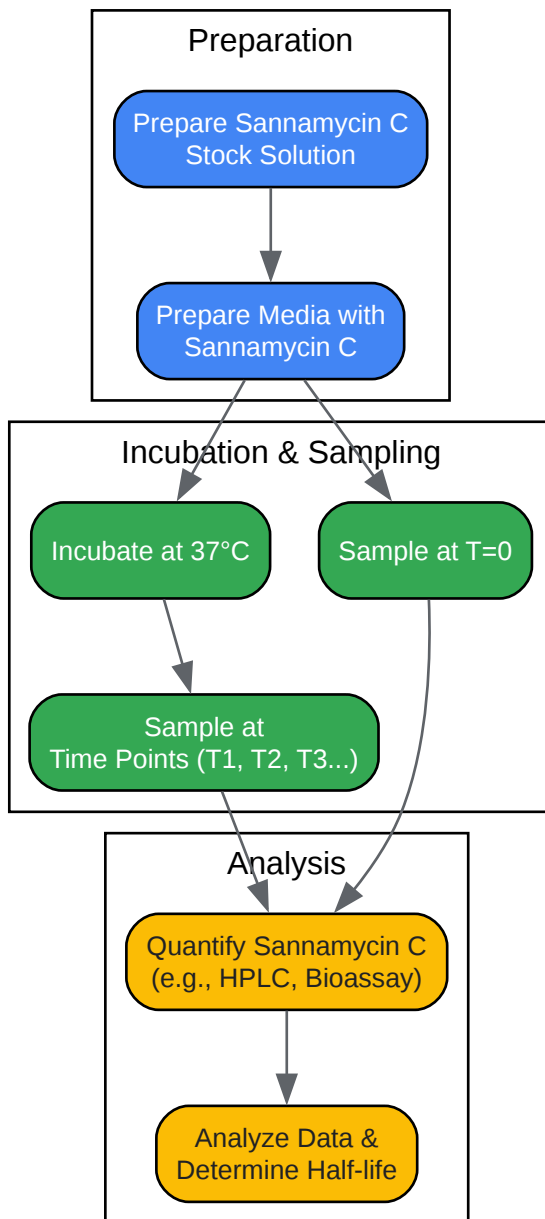 Preparation
Prepare Sannamycin C
Stock Solution
Prepare Media with
Sannamycin C
Incubation & Sampling
Incubate at 37°C
Sample at T=0
Sample at
Time Points (T1, T2, T3...)
Analysis
Quantify Sannamycin C
(e.g., HPLC, Bioassay)
Analyze Data &
Determine Half-life